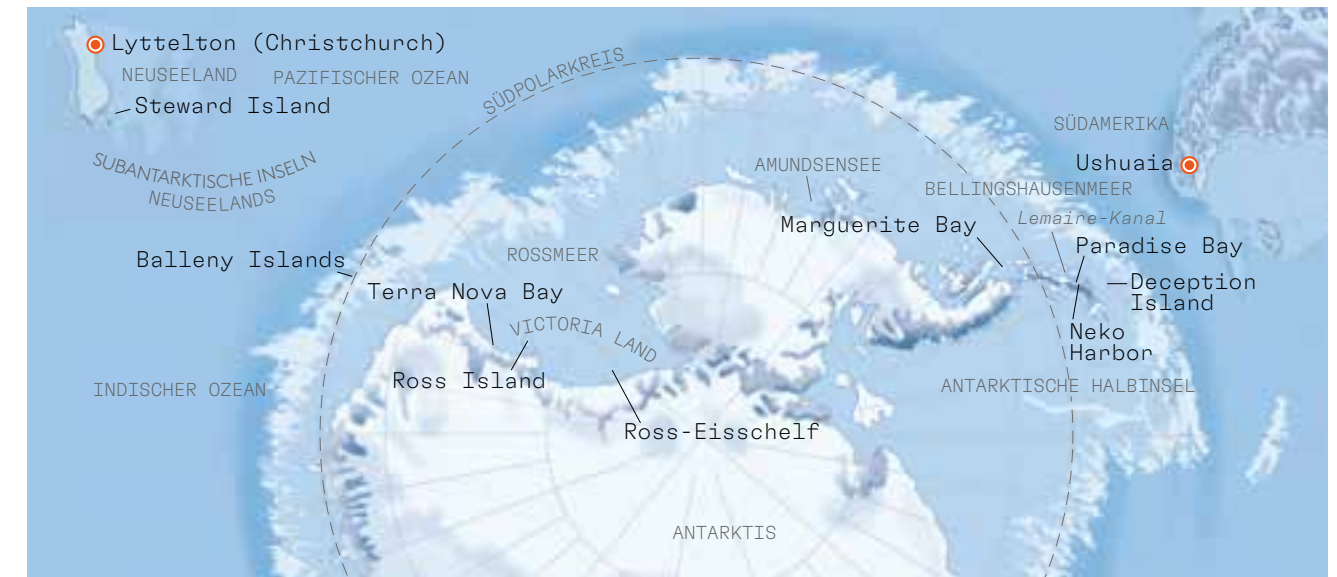 Lyttelton (Christchurch)
NEUSEELAND
PAZIFISCHER OZEAN
Steward Island
SUBANTARKTISCHE INSELN
NEUSEELANDS
SÜDPOLARKREIS
SÜDAMERIKA
Ushuaia
AMUNDSENSEE
BELLINGSHAUSENMEER
Marguerite Bay
Lemaire-Kanal
Paradise Bay
Balleny Islands
ROSSMEER
Deception
Island
Terra Nova Bay
VICTORIA LAND
Neko
Harbor
Ross Island
INDISCHER OZEAN
ANTARKTISCHE HALBINSEL
Ross-Eisschelf
ANTARKTIS